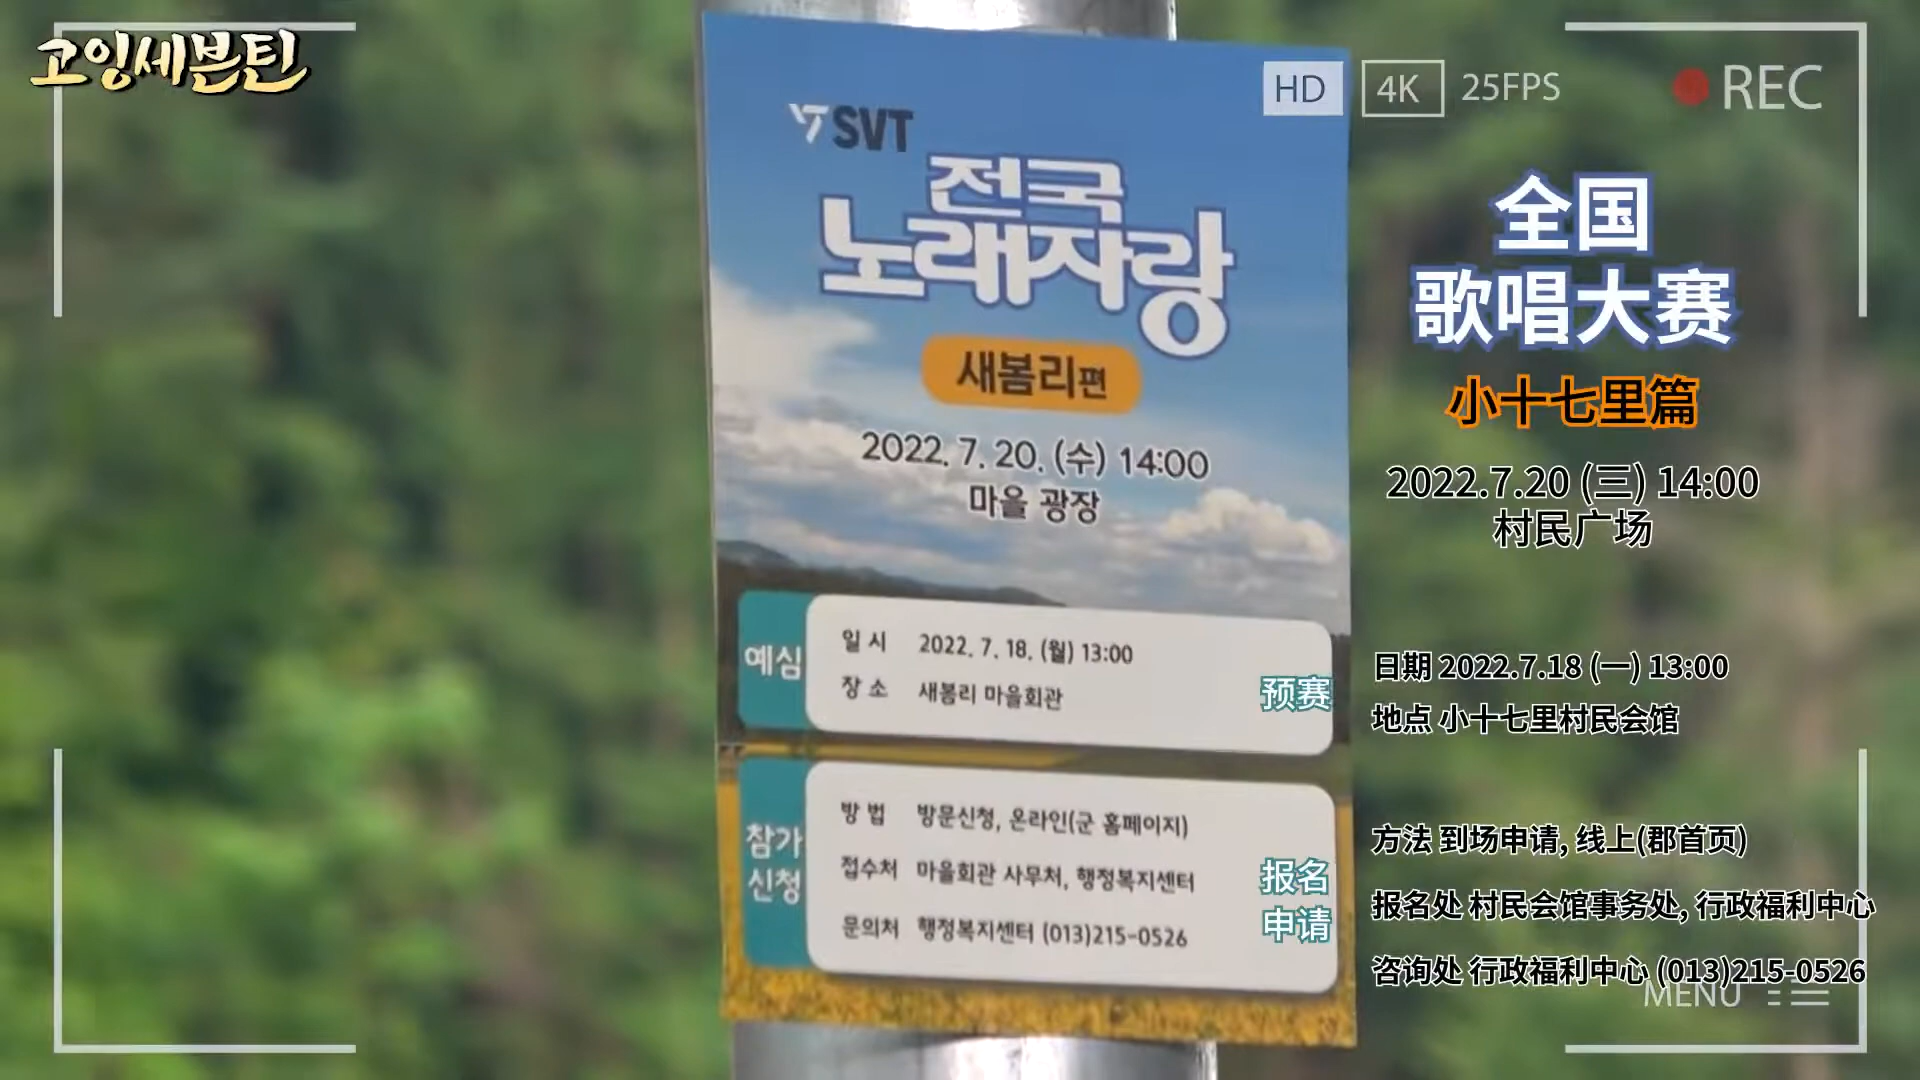 고잉세븐틴
HD 4K 25FPS REC
SVT
전국
노래자랑
새봄리편
2022. 7. 20. (수) 14:00
마을 광장
예심
일 시 2022. 7. 18. (월) 13:00
장 소 새봄리 마을회관
참가
신청
방 법 방문신청, 온라인(군 홈페이지)
접수처 마을회관 사무처, 행정복지센터
문의처 행정복지센터 (013)215-0526
全国
歌唱大赛
小十七里篇
2022.7.20 (三) 14:00
村民广场
预赛
日期 2022.7.18 (一) 13:00
地点 小十七里村民会馆
报名
申请
方法 到场申请, 线上(郡首页)
报名处 村民会馆事务处, 行政福利中心
咨询处 行政福利中心 (013)215-0526
MENU